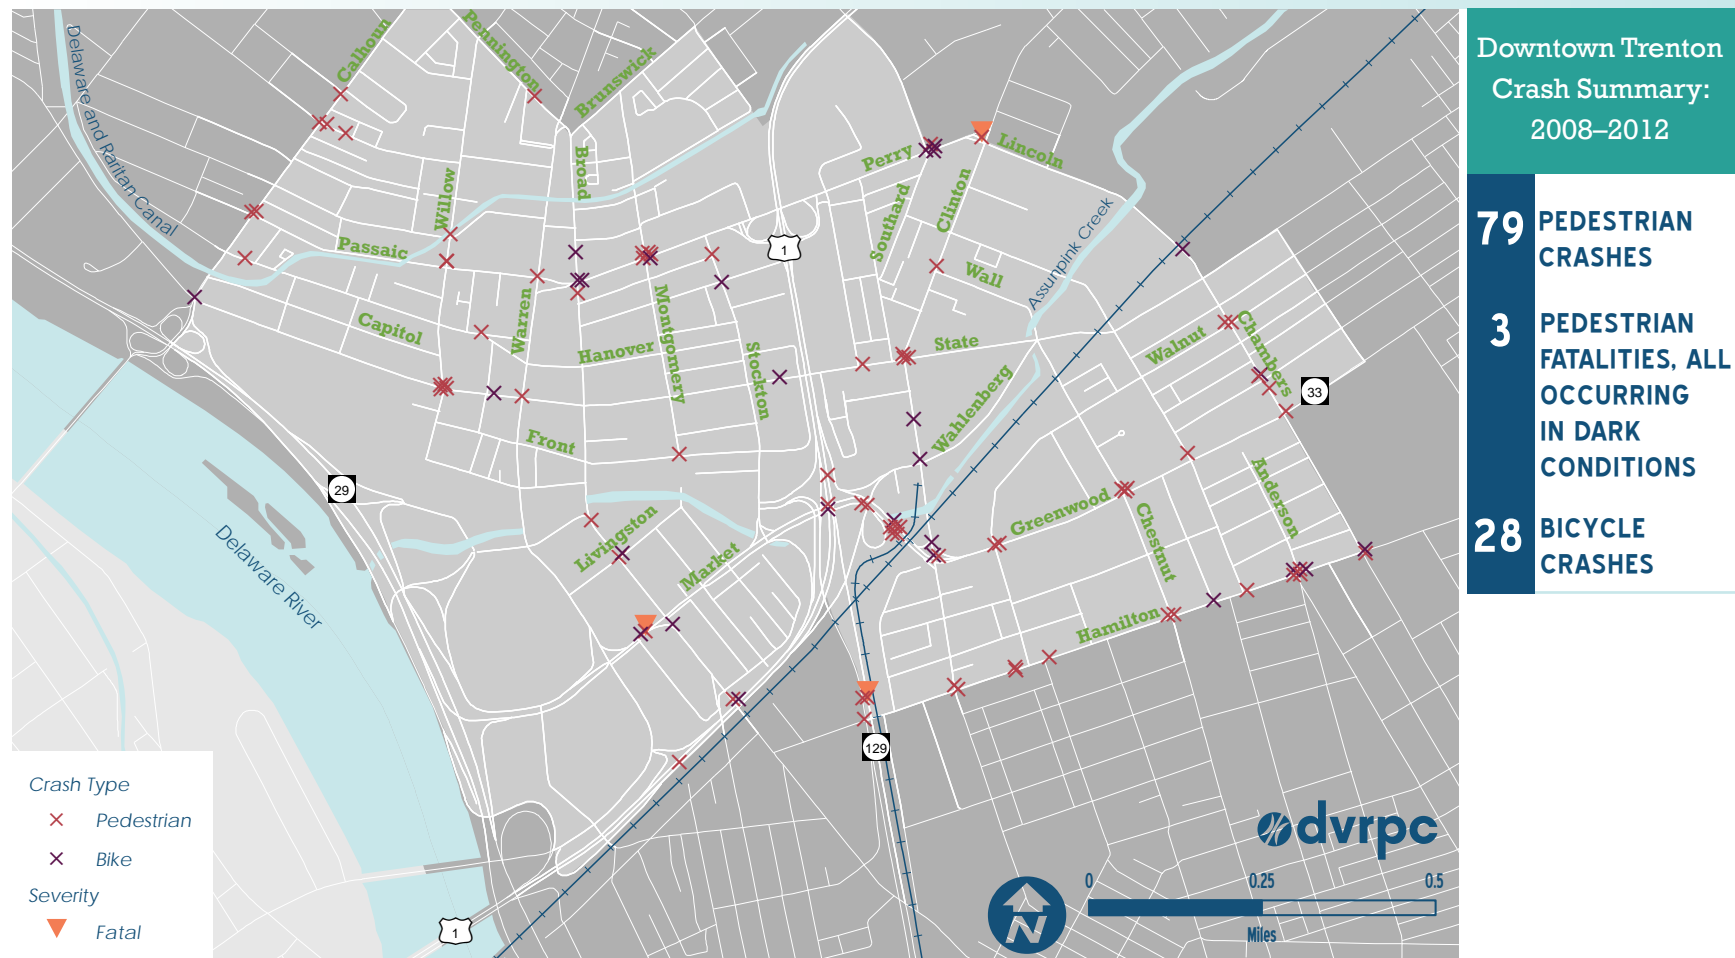 Downtown Trenton
Crash Summary:
2008–2012
79 PEDESTRIAN
CRASHES
3 PEDESTRIAN
FATALITIES, ALL
OCCURRING
IN DARK
CONDITIONS
28 BICYCLE
CRASHES
Delaware and Raritan Canal
Calhoun
Pennington
Brunswick
Broad
Willow
Passaic
Perry
Lincoln
Southard
Clinton
Wall
Assunpink Creek
1
Capitol
Warren
Hanover
Montgomery
Stockton
State
Walnut
Chambers
33
Wahlenberg
Front
29
Delaware River
Livingston
Market
Greenwood
Chestnut
Anderson
Hamilton
129
1
Crash Type
Pedestrian
Bike
Severity
Fatal
dvrpc
N
0 0.25 0.5
Miles